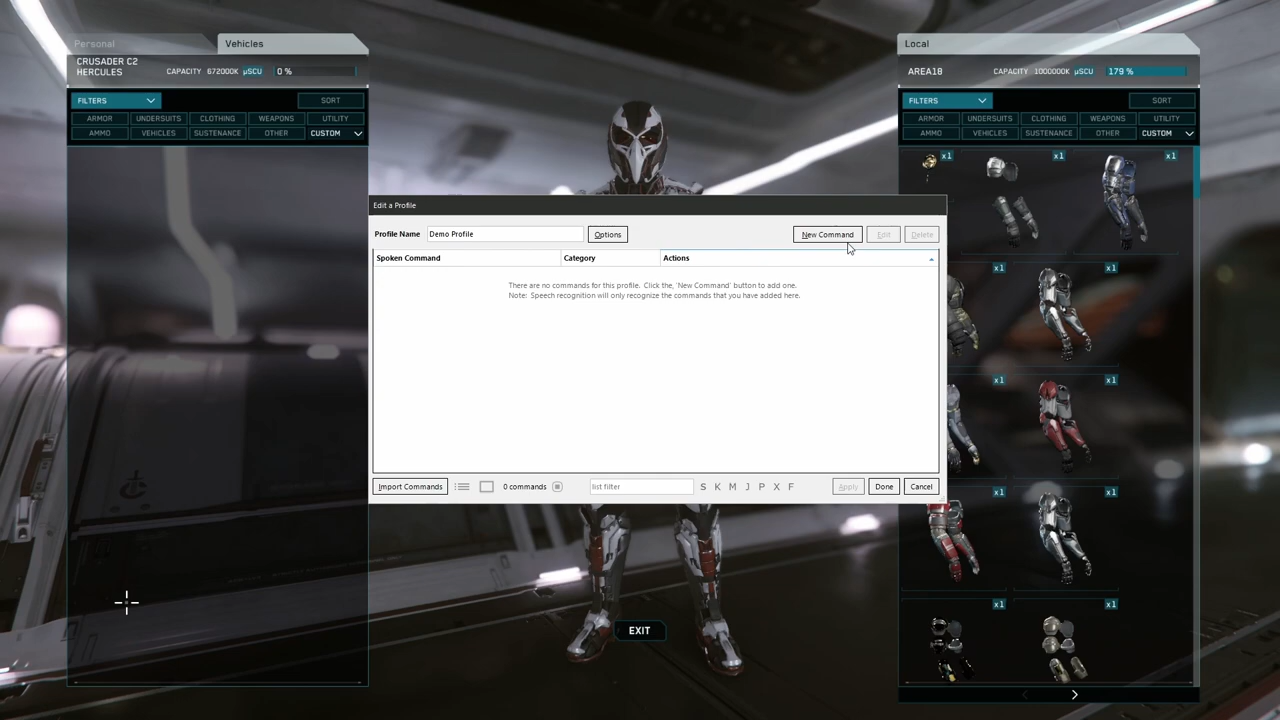 Personal
Vehicles
CRUSADER C2
HERCULES
CAPACITY 672000K µSCU 0 %
FILTERS
SORT
ARMOR UNDERSUITS CLOTHING WEAPONS UTILITY
AMMO VEHICLES SUSTENANCE OTHER CUSTOM
Local
AREA18 CAPACITY 1000000K µSCU 179 %
FILTERS
SORT
ARMOR UNDERSUITS CLOTHING WEAPONS UTILITY
AMMO VEHICLES SUSTENANCE OTHER CUSTOM
x1 x1 x1
x1 x1
x1 x1
x1 x1
x1 x1
Edit a Profile
Profile Name Demo Profile Options New Command Edit Delete
Spoken Command Category Actions
There are no commands for this profile. Click the, 'New Command' button to add one.
Note: Speech recognition will only recognize the commands that you have added here.
Import Commands 0 commands list filter S K M J P X F Apply Done Cancel
EXIT